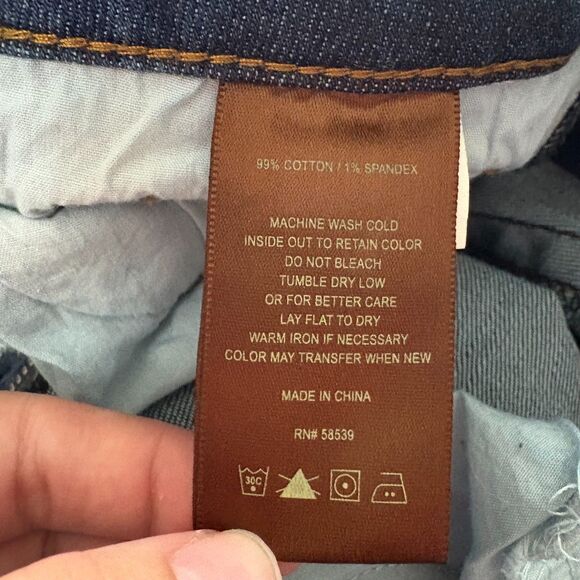 99% COTTON / 1% SPANDEX
MACHINE WASH COLD
INSIDE OUT TO RETAIN COLOR
DO NOT BLEACH
TUMBLE DRY LOW
OR FOR BETTER CARE
LAY FLAT TO DRY
WARM IRON IF NECESSARY
COLOR MAY TRANSFER WHEN NEW
MADE IN CHINA
RN# 58539
30C